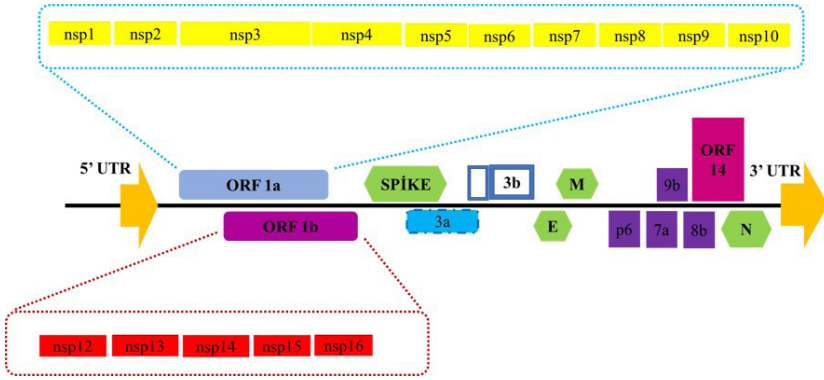 nsp1 nsp2 nsp3 nsp4 nsp5 nsp6 nsp7 nsp8 nsp9 nsp10
5' UTR
ORF 1a
SPİKE
3b
M
9b
ORF
14
3' UTR
ORF 1b
3a
E
p6
7a
8b
N
nsp12 nsp13 nsp14 nsp15 nsp16